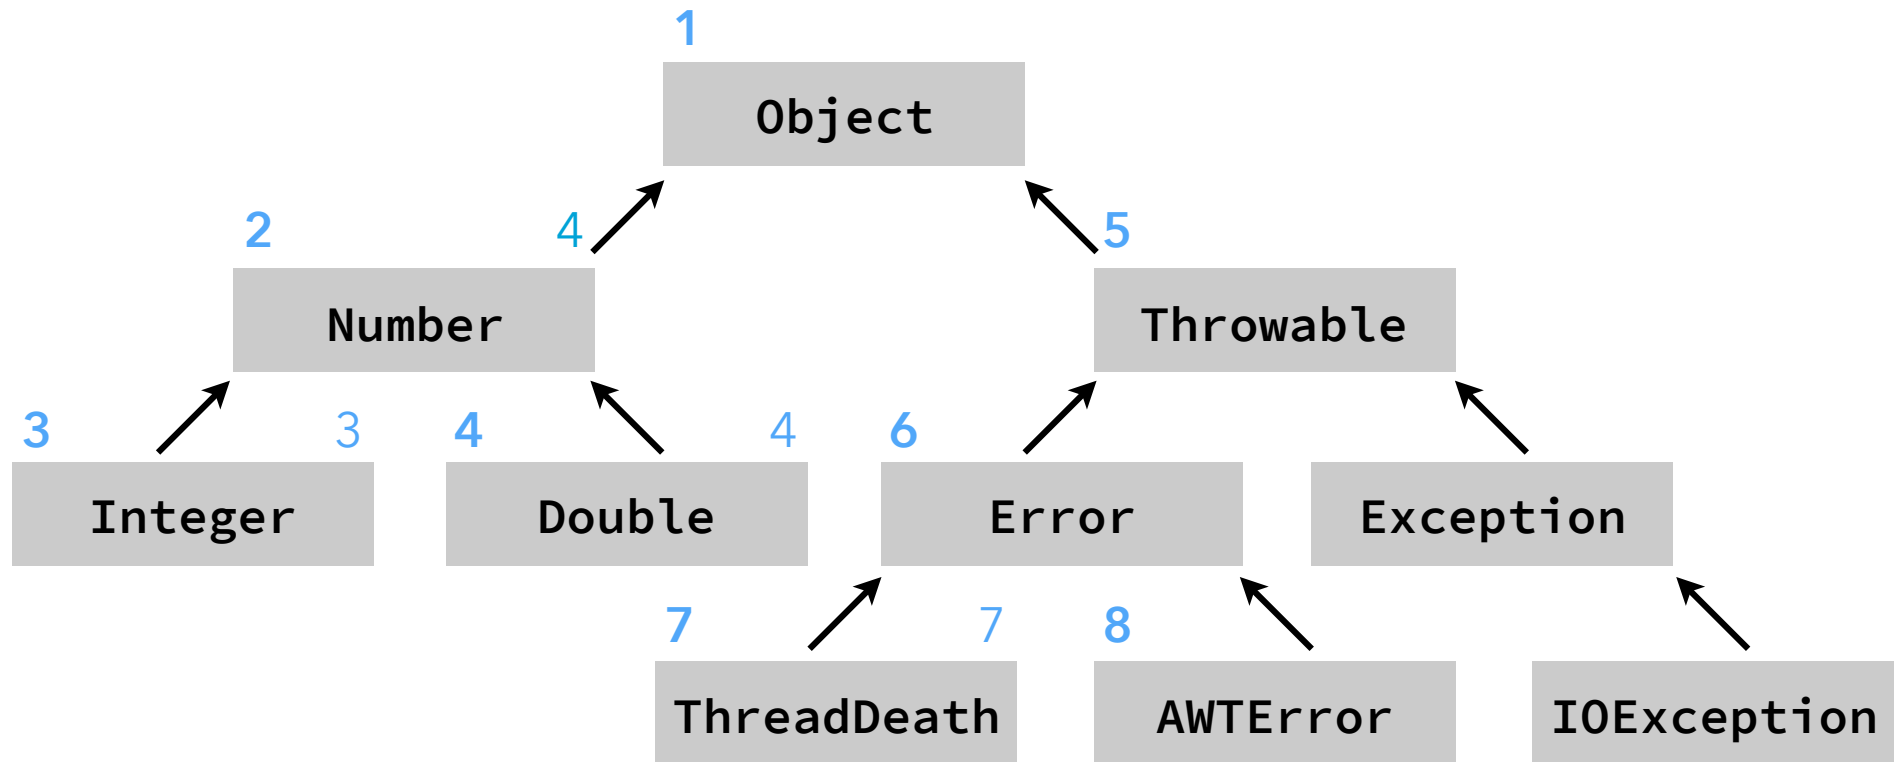 1
Object
2 4 5
Number Throwable
3 3 4 4 6
Integer Double Error Exception
7 7 8
ThreadDeath AWTError IOException